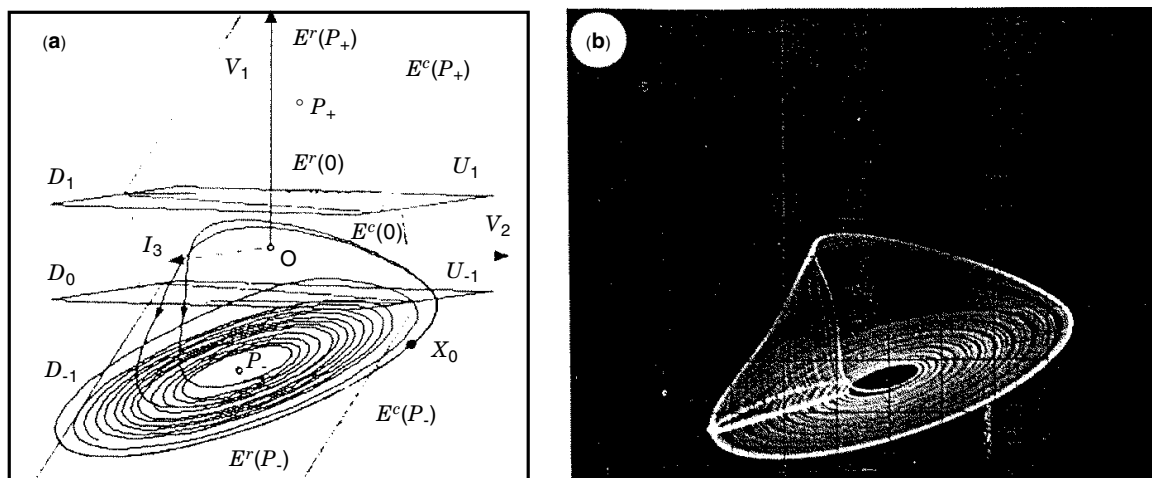 (a)
E^r(P_+)
V_1
E^c(P_+)
P_+
E^r(0)
D_1
U_1
V_2
E^c(0)
I_3
O
D_0
U_-1
X_0
P_-
D_-1
E^c(P_-)
E^r(P_-)
(b)